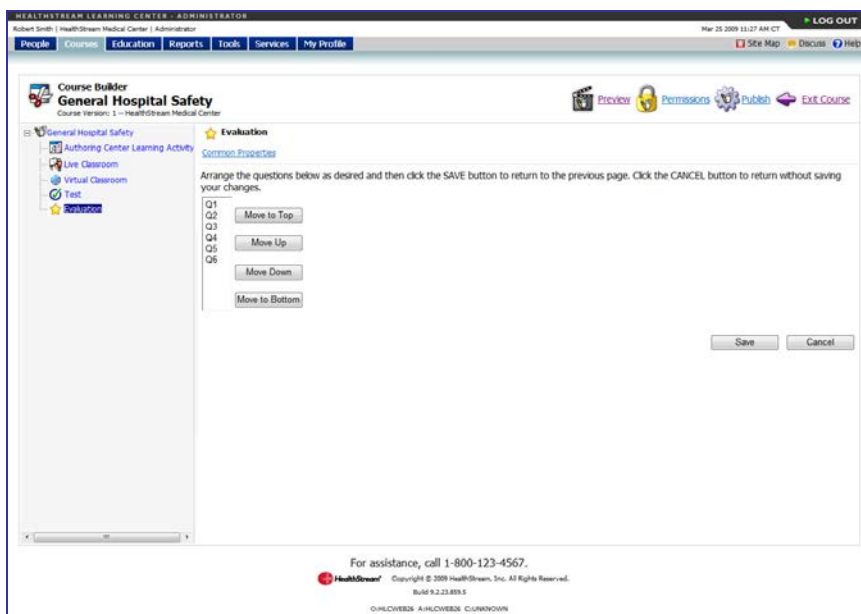 HEALTHSTREAM LEARNING CENTER - ADMINISTRATOR
LOG OUT
Robert Smith | HealthStream Medical Center | Administrator
Mar 25 2009 11:27 AM CT
People Courses Education Reports Tools Services My Profile
Site Map Discuss Help
Course Builder
General Hospital Safety
Course Version: 1 -- HealthStream Medical Center
Preview Permissions Publish Exit Course
General Hospital Safety
Authoring Center Learning Activity
Live Classroom
Virtual Classroom
Test
Evaluation
Evaluation
Common Properties
Arrange the questions below as desired and then click the SAVE button to return to the previous page. Click the CANCEL button to return without saving
your changes.
Q1
Q2
Q3
Q4
Q5
Q6
Move to Top
Move Up
Move Down
Move to Bottom
Save Cancel
For assistance, call 1-800-123-4567.
HealthStream Copyright © 2009 HealthStream, Inc. All Rights Reserved.
Build 9.2.23.859.5
O:HLCWEB26 A:HLCWEB26 C:UNKNOWN